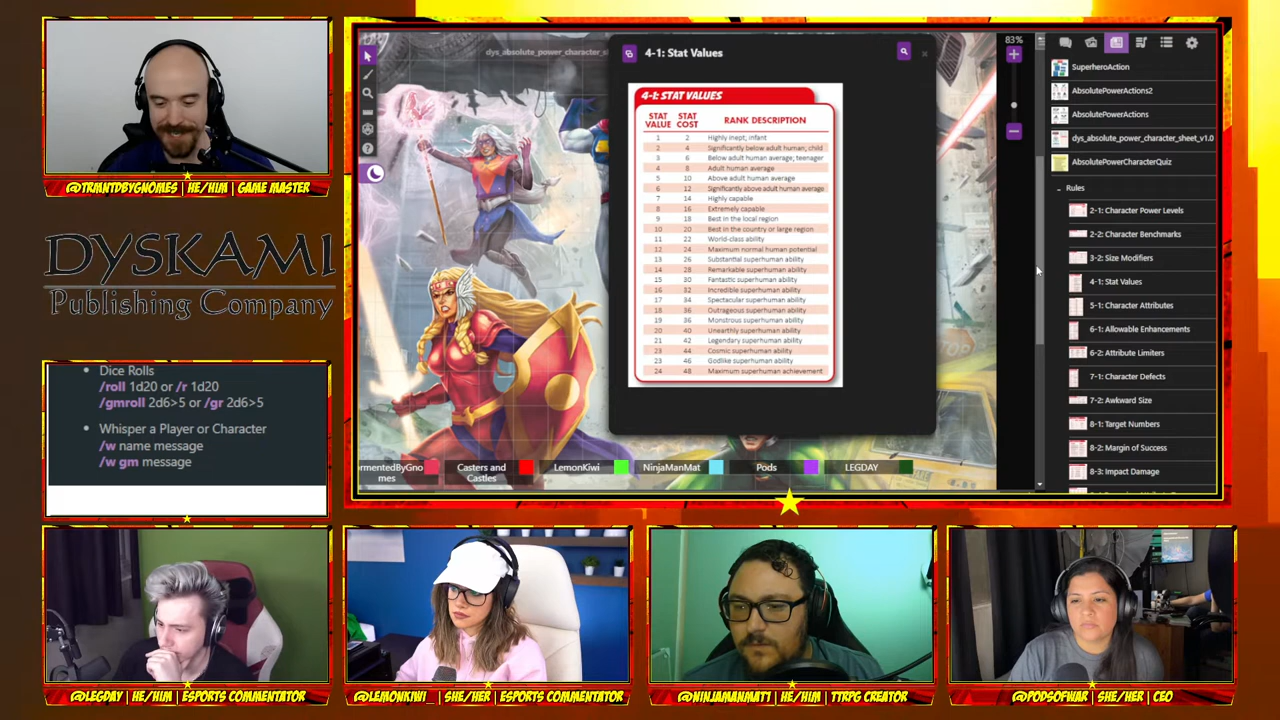 @TRMNTDBYGNOMES | HE/HIM | GAME MASTER
DYSKAMI
Publishing Company
Dice Rolls
/roll 1d20 or /r 1d20
/gmroll 2d6>5 or /gr 2d6>5
Whisper a Player or Character
/w name message
/w gm message
dys_absolute_power_character_s
4-1: Stat Values
4-1: STAT VALUES
STAT VALUE STAT COST RANK DESCRIPTION
1 2 Highly inept; infant
2 4 Significantly below adult human; child
3 6 Below adult human average; teenager
4 8 Adult human average
5 10 Above adult human average
6 12 Significantly above adult human average
7 14 Highly capable
8 16 Extremely capable
9 18 Best in the local region
10 20 Best in the country or large region
11 22 World-class ability
12 24 Maximum normal human potential
13 26 Substantial superhuman ability
14 28 Remarkable superhuman ability
15 30 Fantastic superhuman ability
16 32 Incredible superhuman ability
17 34 Spectacular superhuman ability
18 36 Outrageous superhuman ability
19 36 Monstrous superhuman ability
20 40 Unearthly superhuman ability
21 42 Legendary superhuman ability
23 44 Cosmic superhuman ability
23 46 Godlike superhuman ability
24 48 Maximum superhuman achievement
83%
SuperheroAction
AbsolutePowerActions2
AbsolutePowerActions
dys_absolute_power_character_sheet_v1.0
AbsolutePowerCharacterQuiz
Rules
2-1: Character Power Levels
2-2: Character Benchmarks
3-2: Size Modifiers
4-1: Stat Values
5-1: Character Attributes
6-1: Allowable Enhancements
6-2: Attribute Limiters
7-1: Character Defects
7-2: Awkward Size
8-1: Target Numbers
8-2: Margin of Success
8-3: Impact Damage
ormentedByGno
mes
Casters and
Castles
LemonKiwi
NinjaManMat
Pods
LEGDAY
@LEGDAY | HE/HIM | ESPORTS COMMENTATOR
@LEMONKIWI_ | SHE/HER | ESPORTS COMMENTATOR
@NINJAMANMAT1 | HE/HIM | TTRPG CREATOR
@PODSOFWAR | SHE/HER | CEO